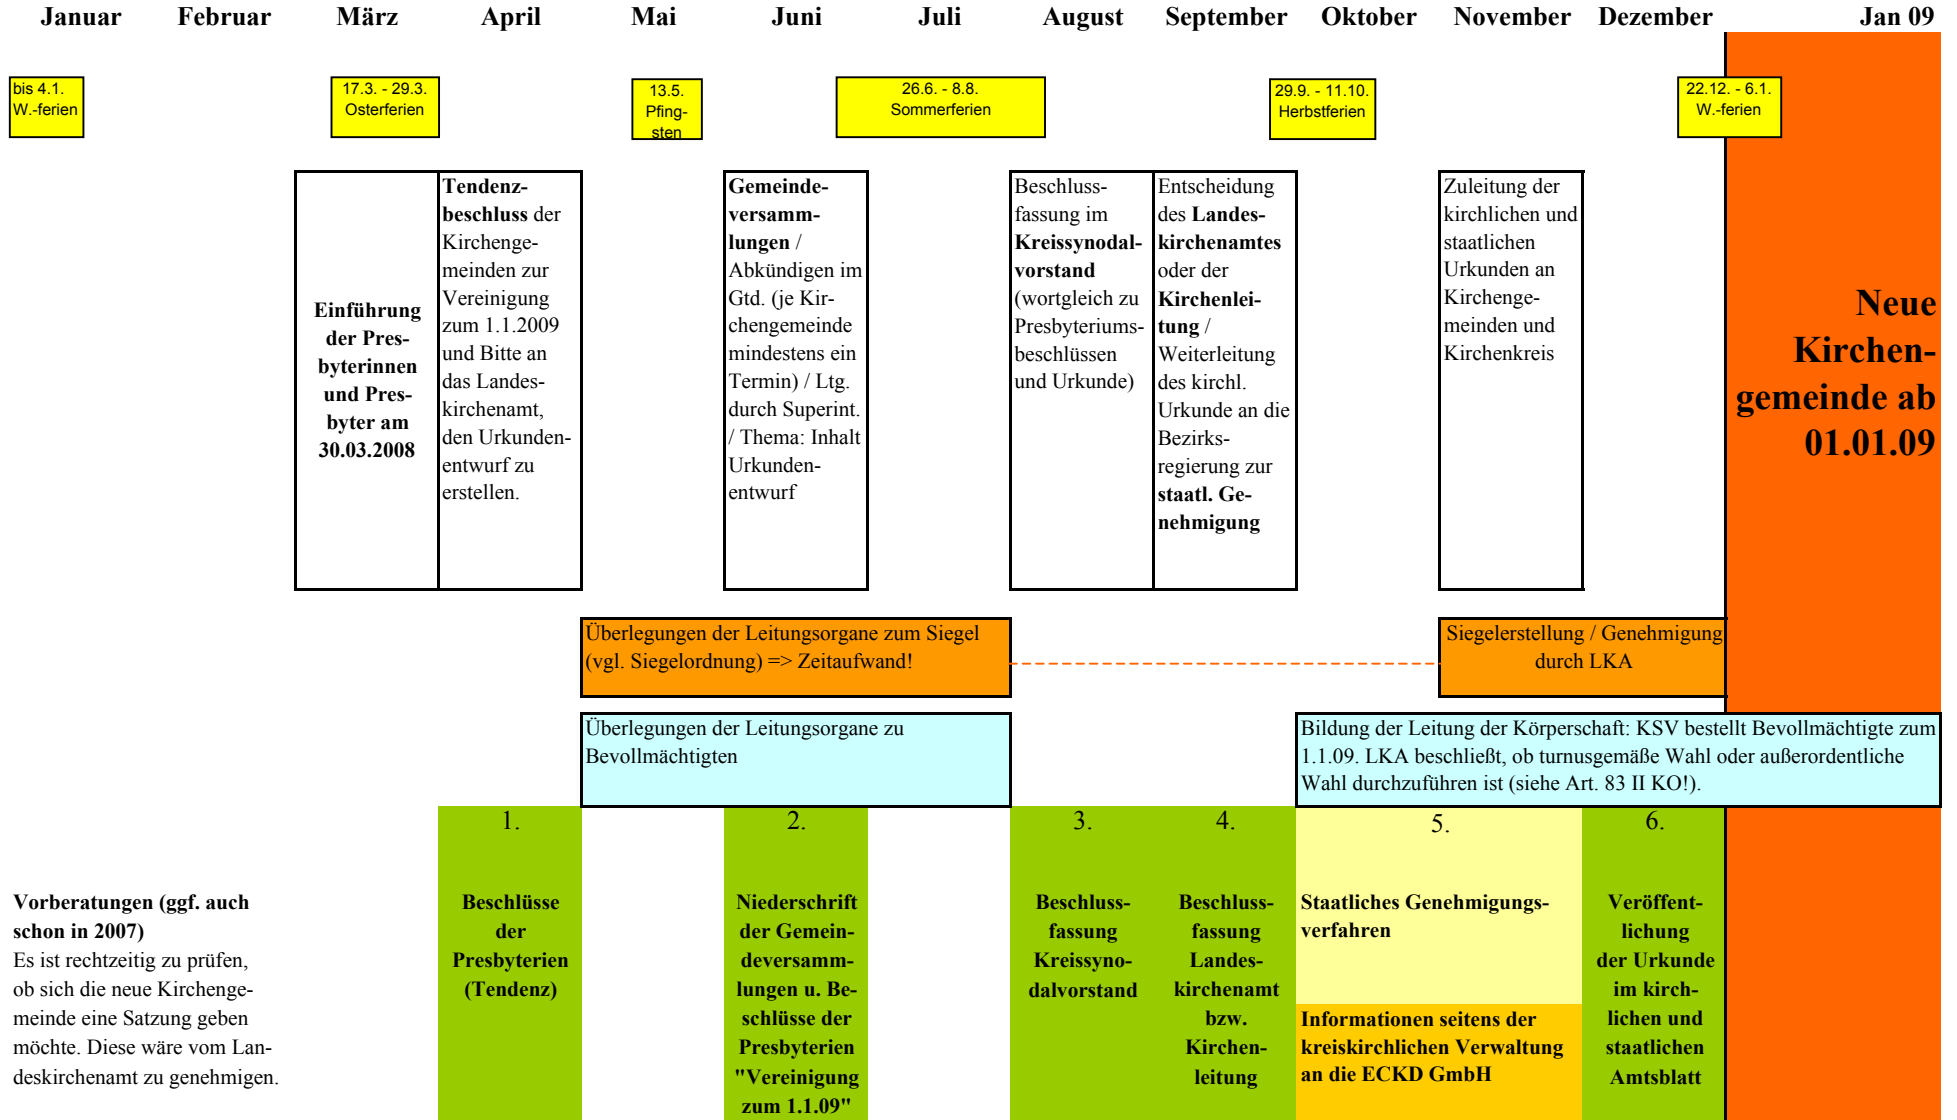 Januar Februar März April Mai Juni Juli August September Oktober November Dezember Jan 09
bis 4.1.
W.-ferien
17.3. - 29.3.
Osterferien
13.5.
Pfing-
sten
26.6. - 8.8.
Sommerferien
29.9. - 11.10.
Herbstferien
22.12. - 6.1.
W.-ferien
Einführung
der Pres-
byterinnen
und Pres-
byter am
30.03.2008
Tendenz-
beschluss der
Kirchenge-
meinden zur
Vereinigung
zum 1.1.2009
und Bitte an
das Landes-
kirchenamt,
den Urkunden-
entwurf zu
erstellen.
Gemeinde-
versamm-
lungen /
Abkündigen im
Gtd. (je Kir-
chengemeinde
mindestens ein
Termin) / Ltg.
durch Superint.
/ Thema: Inhalt
Urkunden-
entwurf
Beschluss-
fassung im
Kreissynodal-
vorstand
(wortgleich zu
Presbyteriums-
beschlüssen
und Urkunde)
Entscheidung
des Landes-
kirchenamtes
oder der
Kirchenlei-
tung /
Weiterleitung
des kirchl.
Urkunde an die
Bezirks-
regierung zur
staatl. Ge-
nehmigung
Zuleitung der
kirchlichen und
staatlichen
Urkunden an
Kirchenge-
meinden und
Kirchenkreis
Neue
Kirchen-
gemeinde ab
01.01.09
Überlegungen der Leitungsorgane zum Siegel
(vgl. Siegelordnung) => Zeitaufwand!
Siegelerstellung / Genehmigung
durch LKA
Überlegungen der Leitungsorgane zu
Bevollmächtigten
Bildung der Leitung der Körperschaft: KSV bestellt Bevollmächtigte zum
1.1.09. LKA beschließt, ob turnusgemäße Wahl oder außerordentliche
Wahl durchzuführen ist (siehe Art. 83 II KO!).
Vorberatungen (ggf. auch
schon in 2007)
Es ist rechtzeitig zu prüfen,
ob sich die neue Kirchenge-
meinde eine Satzung geben
möchte. Diese wäre vom Lan-
deskirchenamt zu genehmigen.
1.
Beschlüsse
der
Presbyterien
(Tendenz)
2.
Niederschrift
der Gemein-
deversamm-
lungen u. Be-
schlüsse der
Presbyterien
"Vereinigung
zum 1.1.09"
3.
Beschluss-
fassung
Kreissyno-
dalvorstand
4.
Beschluss-
fassung
Landes-
kirchenamt
bzw.
Kirchen-
leitung
5.
Staatliches Genehmigungs-
verfahren
Informationen seitens der
kreiskirchlichen Verwaltung
an die ECKD GmbH
6.
Veröffent-
lichung
der Urkunde
im kirch-
lichen und
staatlichen
Amtsblatt